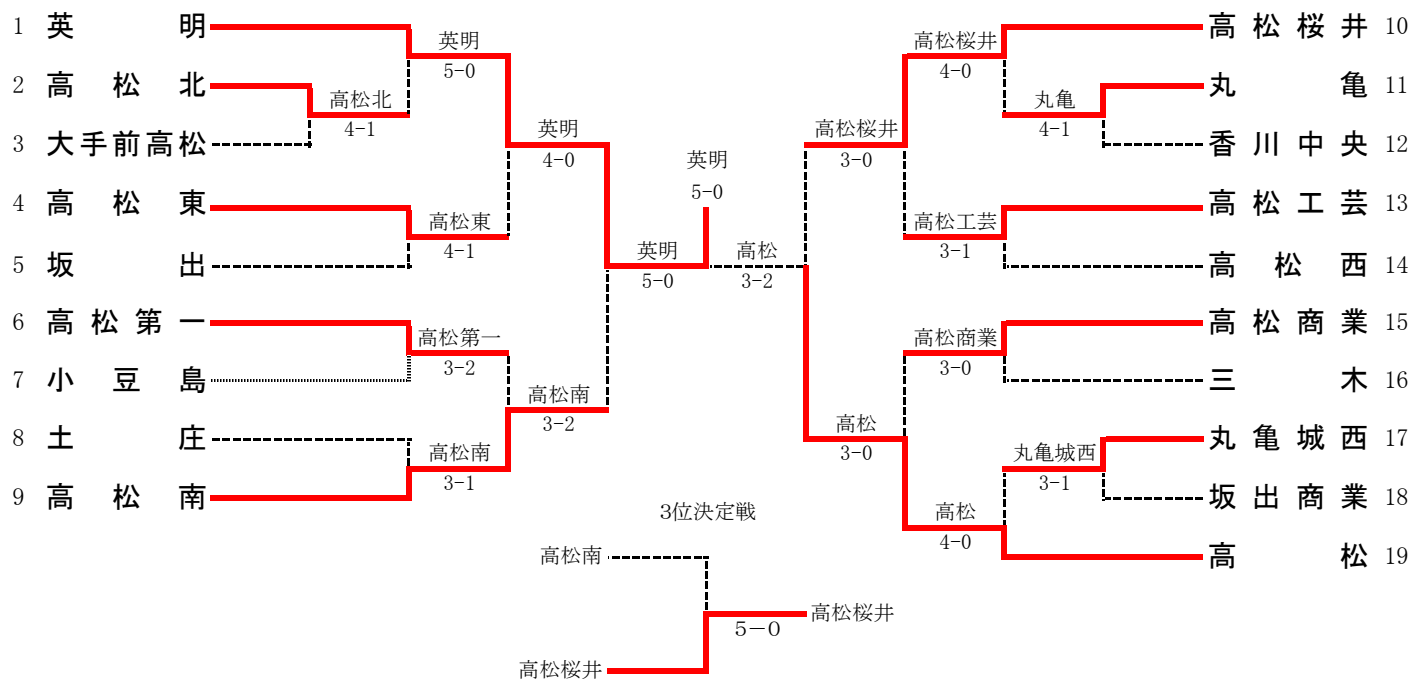 1 英明
2 高松北
3 大手前高松
4 高松東
5 坂出
6 高松第一
7 小豆島
8 土庄
9 高松南
高松北
4-1
英明
5-0
高松東
4-1
高松第一
3-2
高松南
3-1
英明
4-0
高松南
3-2
英明
5-0
英明
5-0
高松
3-2
高松桜井
3-0
高松
3-0
高松桜井
4-0
高松工芸
3-1
高松商業
3-0
高松
4-0
丸亀
4-1
丸亀城西
3-1
高松桜井 10
丸亀 11
香川中央 12
高松工芸 13
高松西 14
高松商業 15
三木 16
丸亀城西 17
坂出商業 18
高松 19
3位決定戦
高松南
高松桜井
5－0
高松桜井